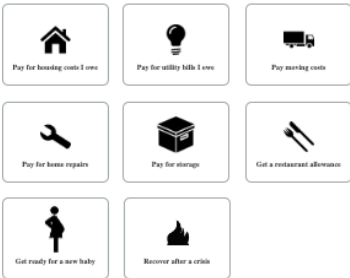 Pay for housing costs I owe
Pay for utility bills I owe
Pay moving costs
Pay for home repairs
Pay for storage
Get a restaurant allowance
Get ready for a new baby
Recover after a crisis